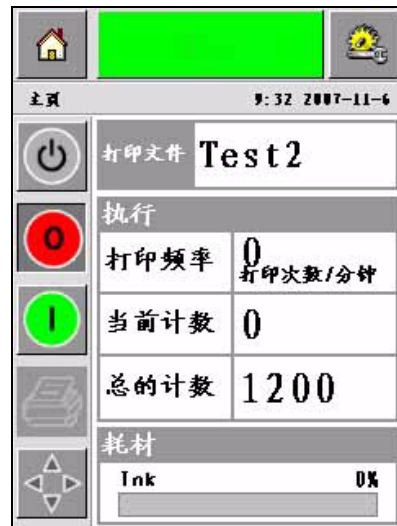 主页 9:32 2007-11-6
打印文件 Test2
执行
打印频率 0
打印次数/分钟
当前计数 0
总的计数 1200
耗材
Ink 0%